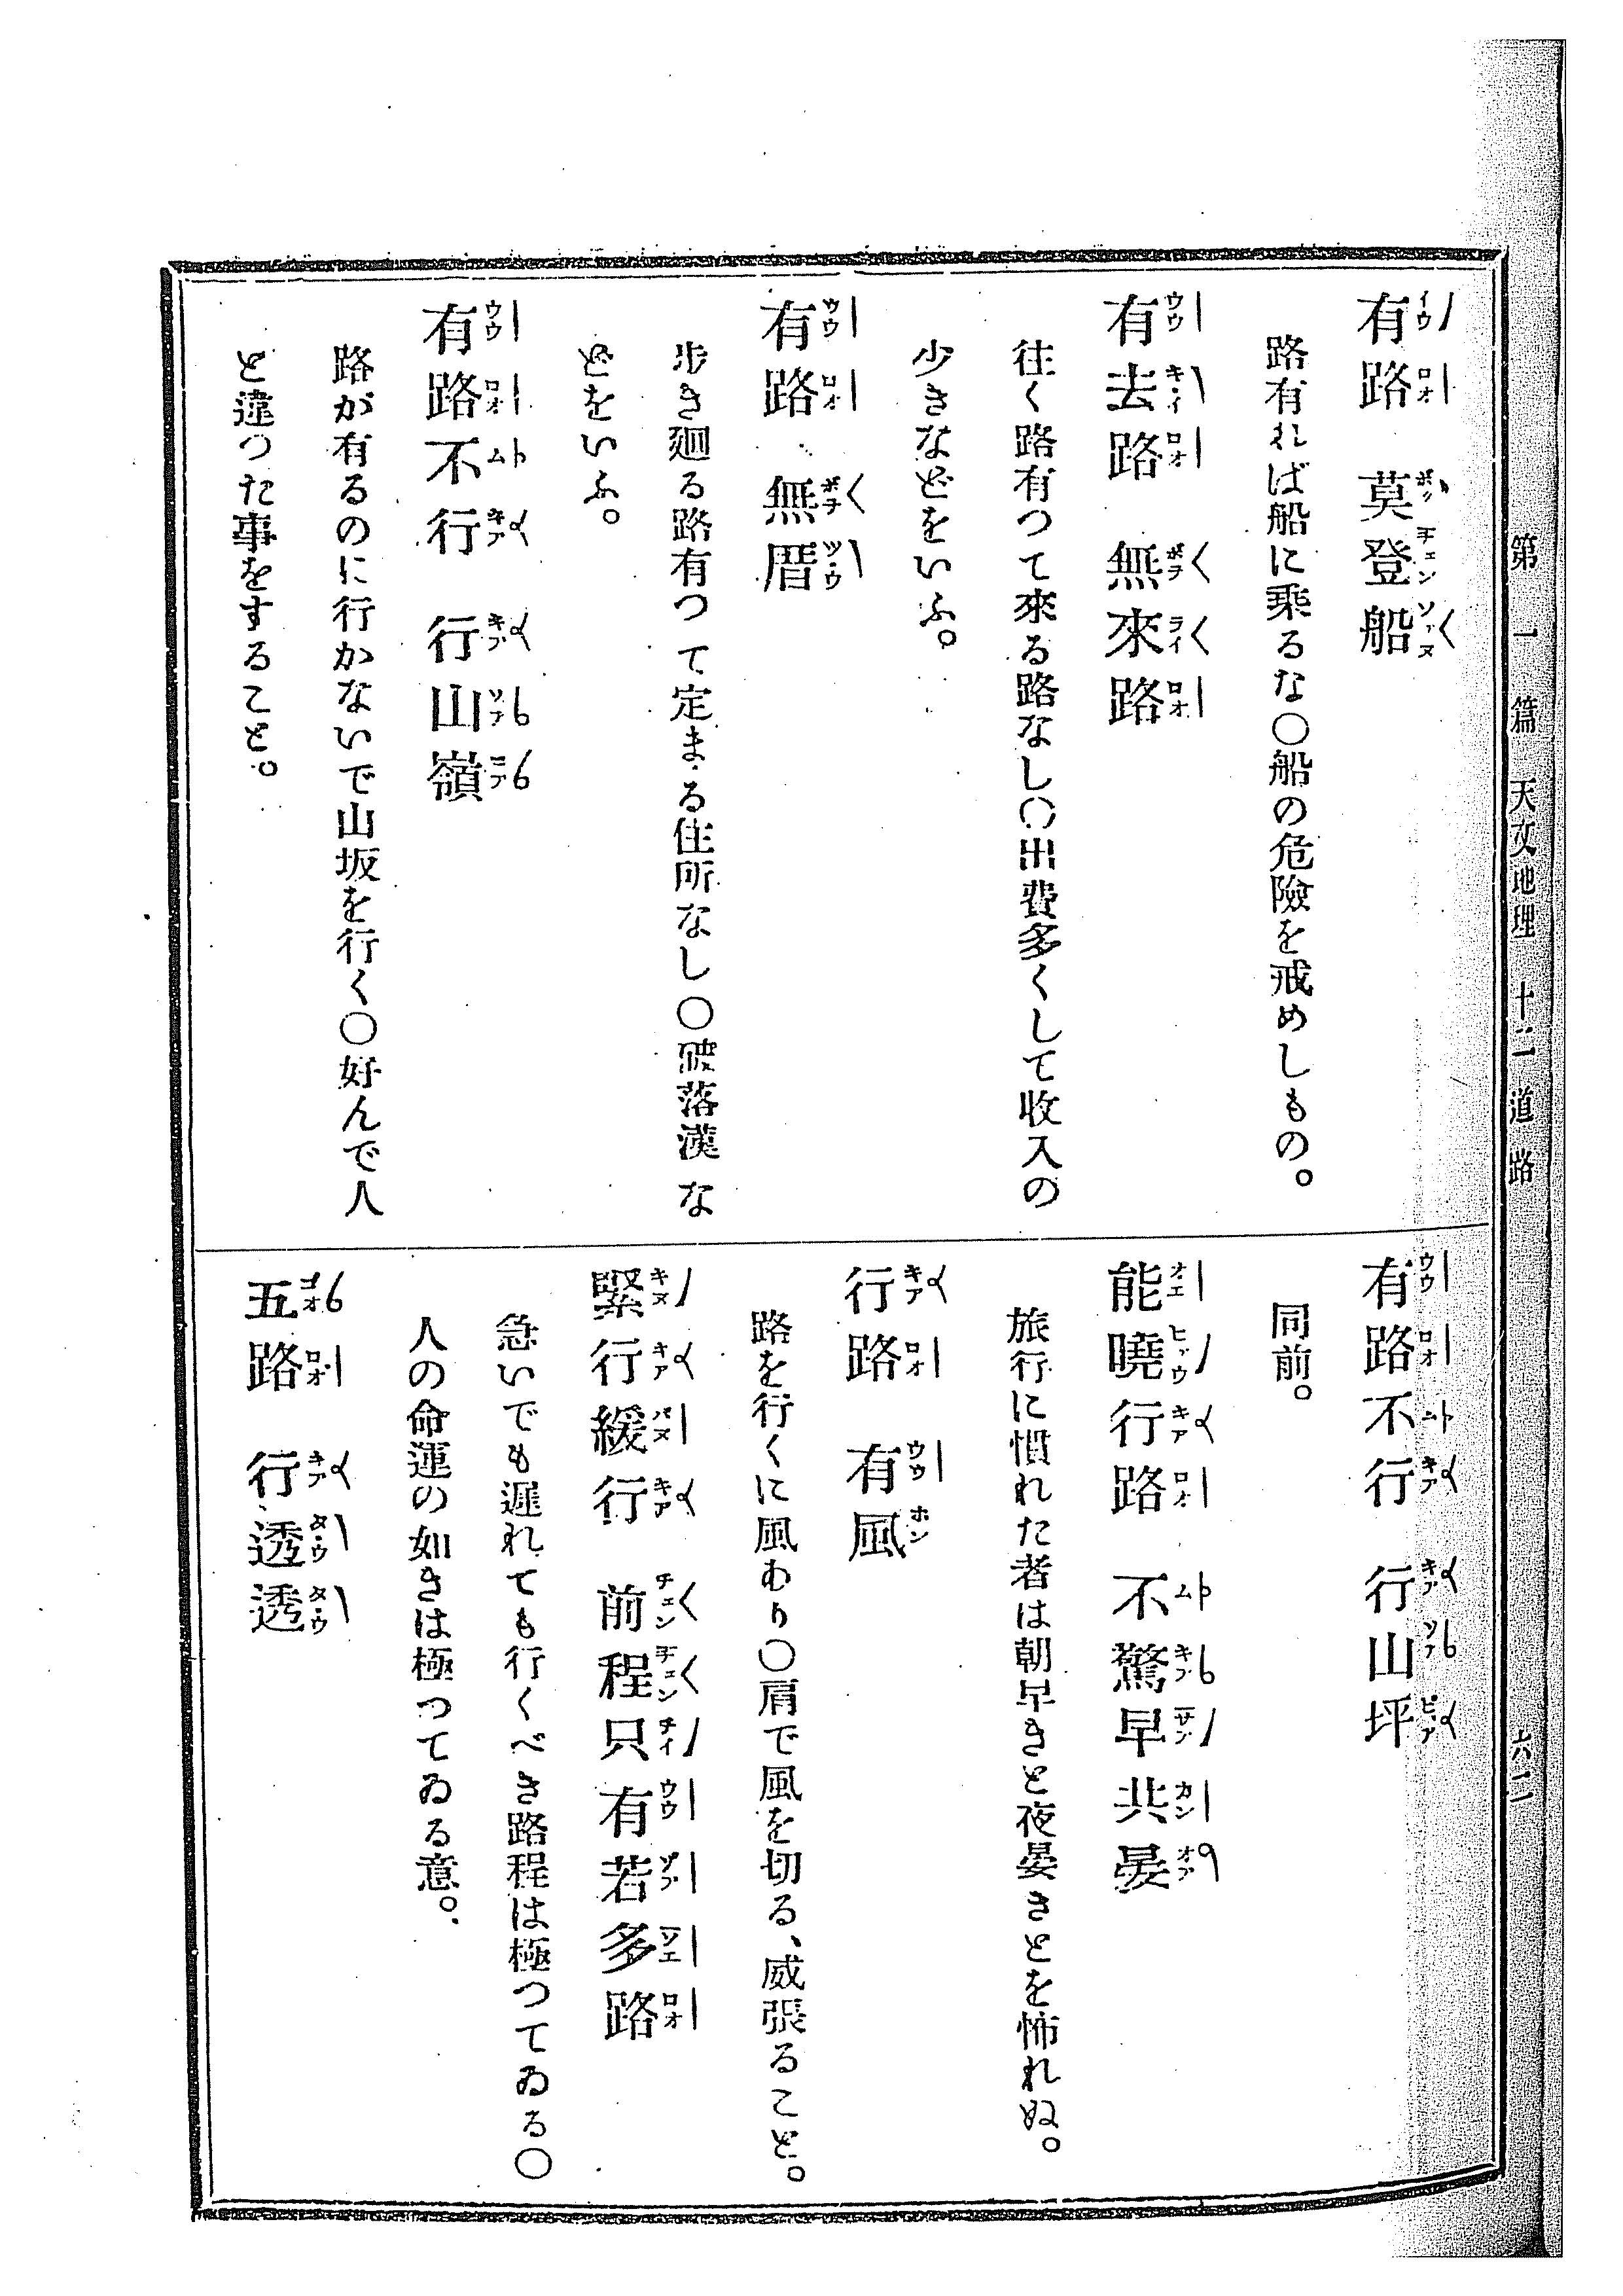 第一篇 天文地理 十二 道路
六二
有路 莫登船
路有れば船に乘るな〇船の危險を戒めしもの。
有去路 無來路
往く路有つて來る路なし〇出費多くして收入の
少きなどをいふ。
有路 無厝
歩き廻る路有つて定まる住所なし〇破落漢な
どをいふ。
有路不行 行山嶺
路が有るのに行かないで山坂を行く〇好んで人
と違つた事をすること。
有路不行 行山坪
同前。
能曉行路 不驚早共晏
旅行に慣れた者は朝早きと夜晏きとを怖れぬ。
行路 有風
路を行くに風あり〇肩で風を切る、威張ること。
緊行緩行 前程只有若多路
急いでも遲れても行くべき路程は極つてゐる〇
人の命運の如きは極つてゐる意。
五路 行透透